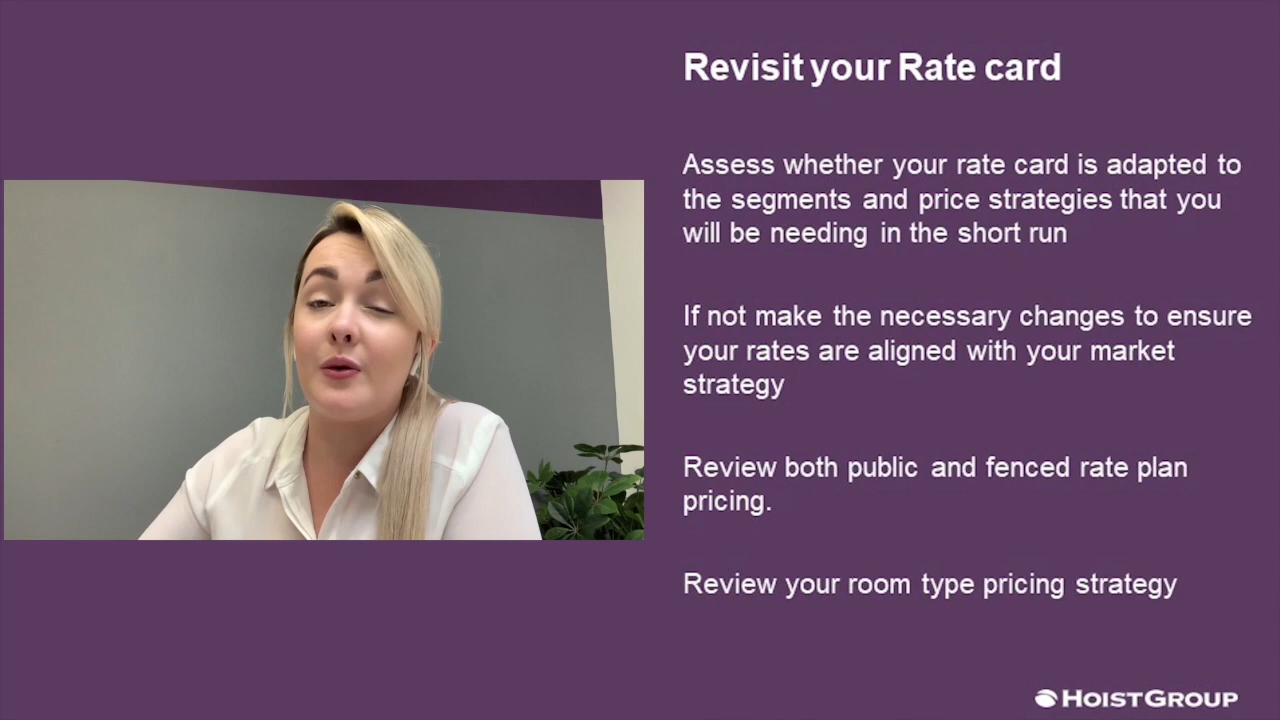 Revisit your Rate card
Assess whether your rate card is adapted to
the segments and price strategies that you
will be needing in the short run
If not make the necessary changes to ensure
your rates are aligned with your market
strategy
Review both public and fenced rate plan
pricing.
Review your room type pricing strategy
HOISTGROUP